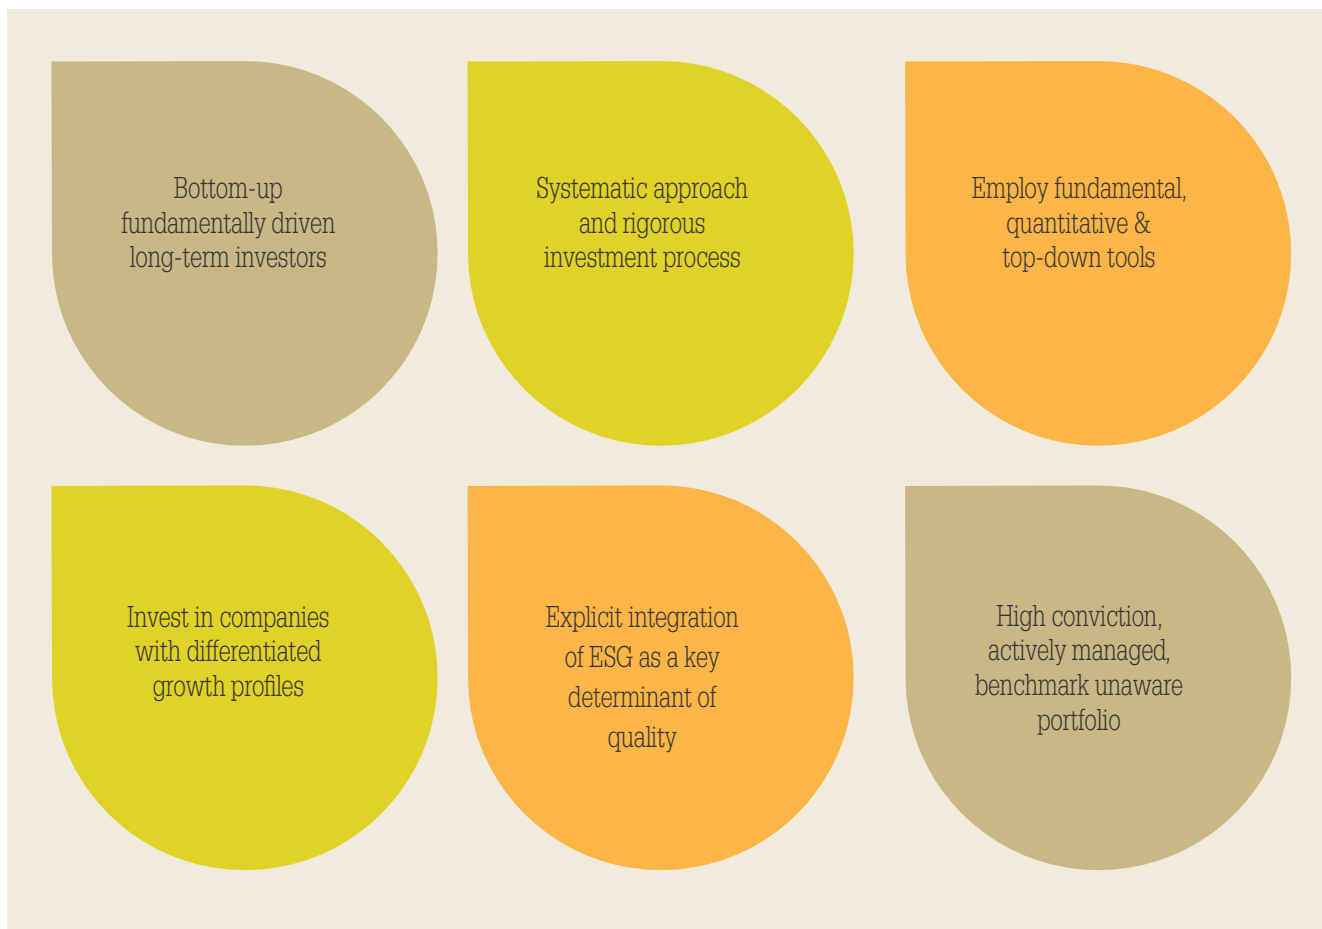 Bottom-up
fundamentally driven
long-term investors
Systematic approach
and rigorous
investment process
Employ fundamental,
quantitative &
top-down tools
Invest in companies
with differentiated
growth profiles
Explicit integration
of ESG as a key
determinant of
quality
High conviction,
actively managed,
benchmark unaware
portfolio